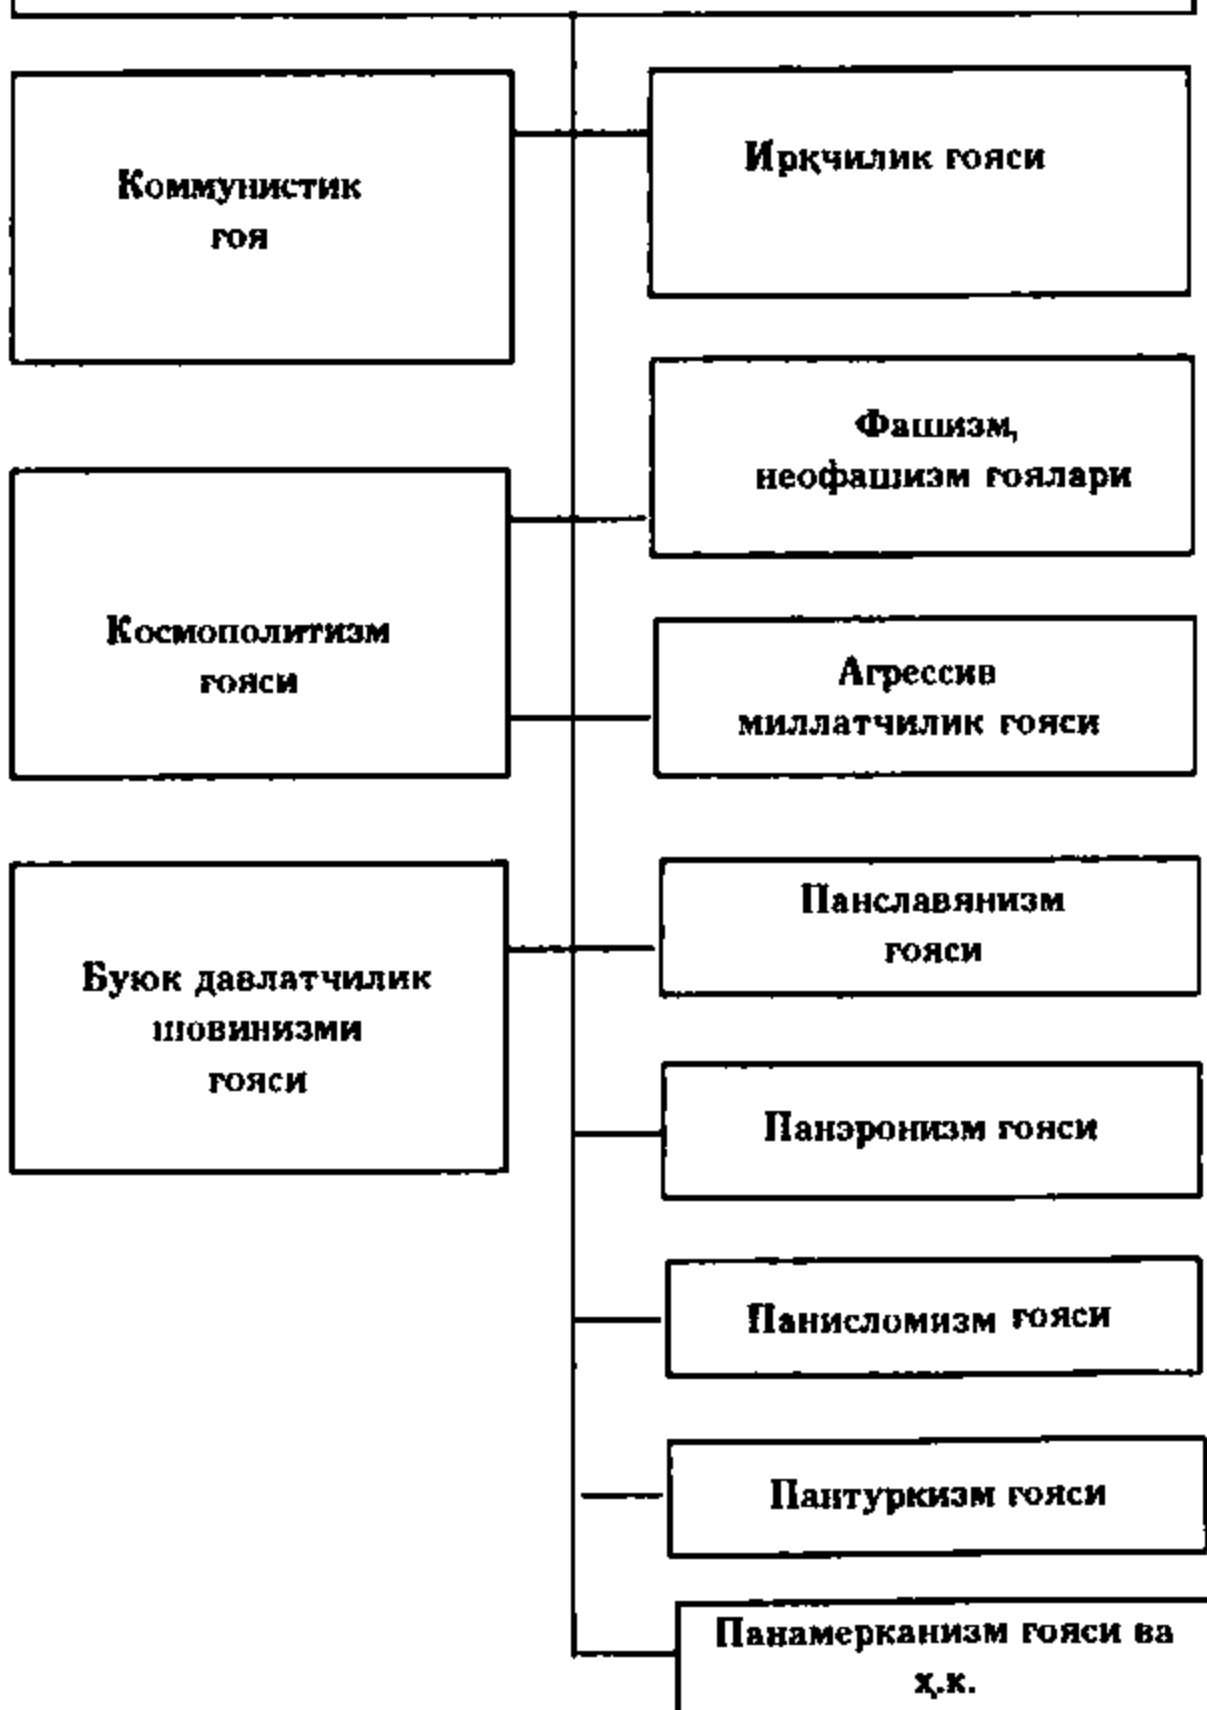 Коммунистик
ғоя
Ирқчилик ғояси
Фашизм,
неофашизм ғоялари
Космополитизм
ғояси
Агрессив
миллатчилик ғояси
Буюк давлатчилик
шовинизми
ғояси
Панславянизм
ғояси
Панэронизм ғояси
Панисломизм ғояси
Пантуркизм ғояси
Панамерканизм ғояси ва
ҳ.к.